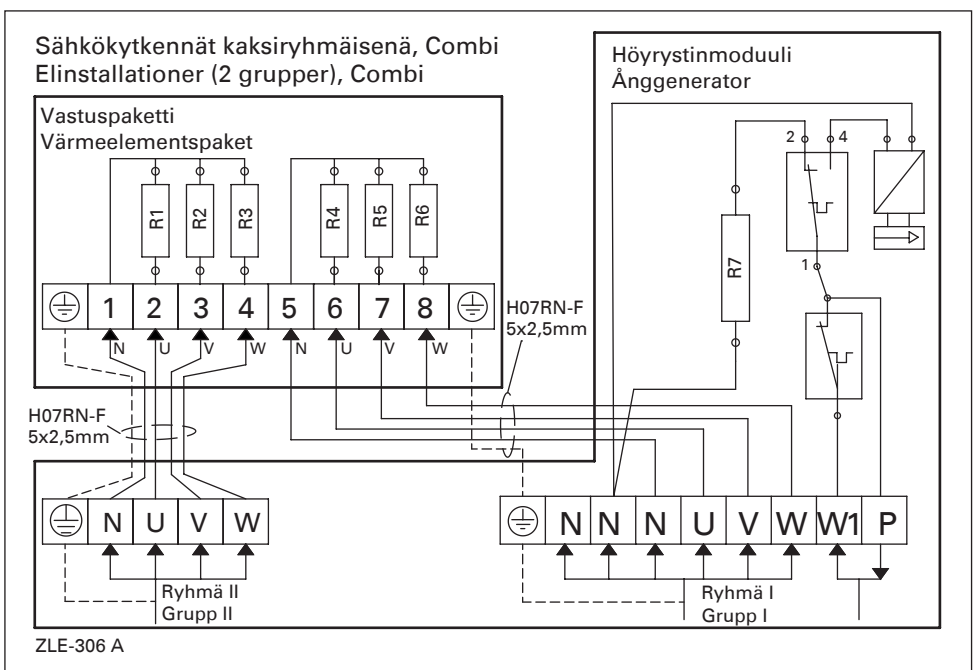 Sähkökytkennät kaksiryhmäisenä, Combi
Elinstallationer (2 grupper), Combi
Höyrystinmoduuli
Ånggenerator
Vastuspaketti
Värmeelementspaket
2 4
R1 R2 R3 R4 R5 R6
R7
1
1 2 3 4 5 6 7 8
N U V W N U V W
H07RN-F
5x2,5mm
H07RN-F
5x2,5mm
N U V W
N N N U V W W1 P
Ryhmä II
Grupp II
Ryhmä I
Grupp I
ZLE-306 A